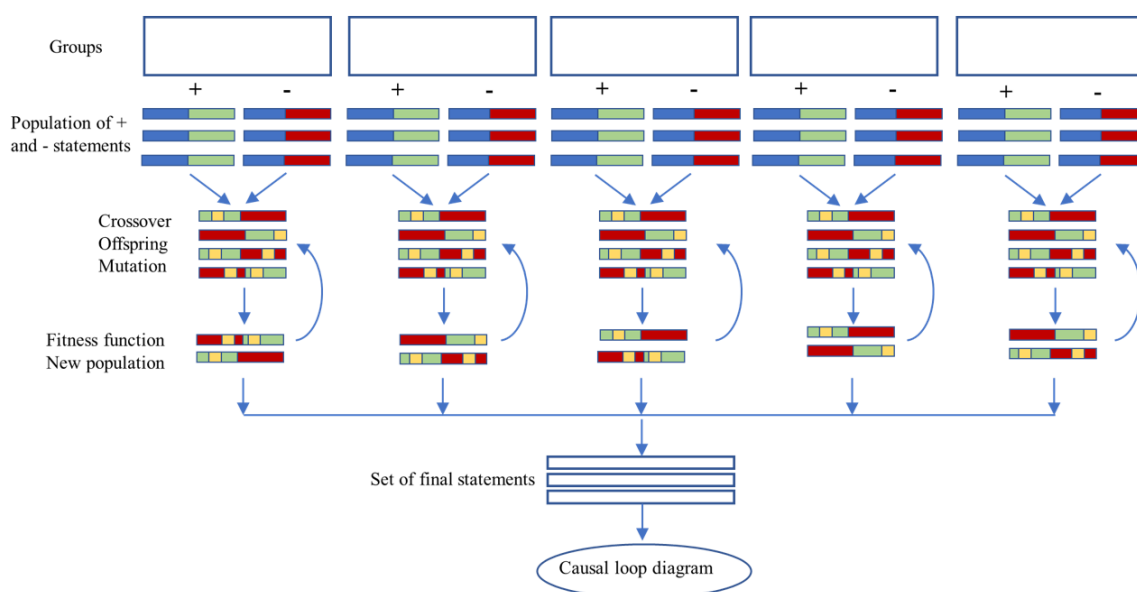 Groups
+ - + - + - + - + -
Population of +
and - statements
Crossover
Offspring
Mutation
Fitness function
New population
Set of final statements
Causal loop diagram